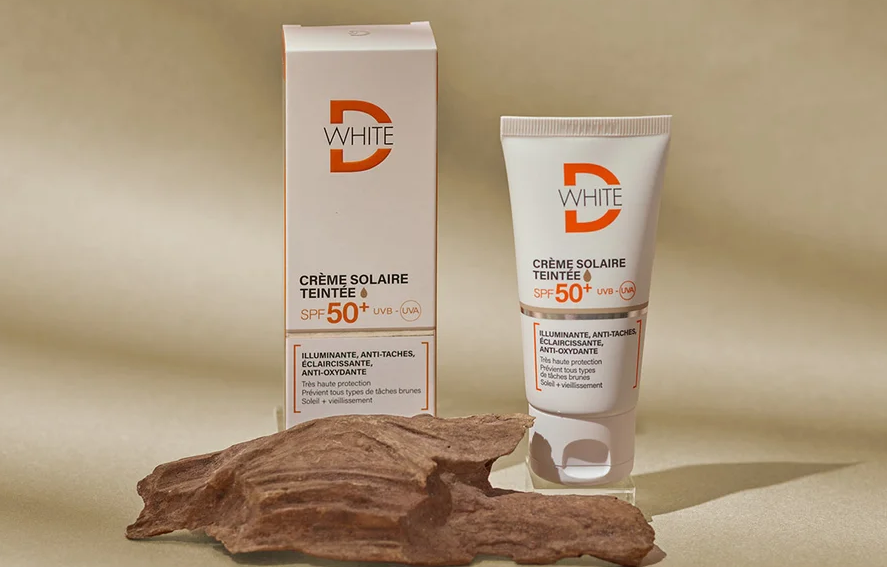 WHITE
D
CRÈME SOLAIRE
TEINTÉE
SPF 50+ UVB - UVA
ILLUMINANTE, ANTI-TACHES,
ÉCLAIRCISSANTE,
ANTI-OXYDANTE
Très haute protection
Prévient tous types de tâches brunes
Soleil + vieillissement
D
WHITE
CRÈME SOLAIRE
TEINTÉE
SPF 50+ UVB - UVA
ILLUMINANTE, ANTI-TACHES,
ÉCLAIRCISSANTE,
ANTI-OXYDANTE
Très haute protection
Prévient tous types
de tâches brunes
Soleil + vieillissement